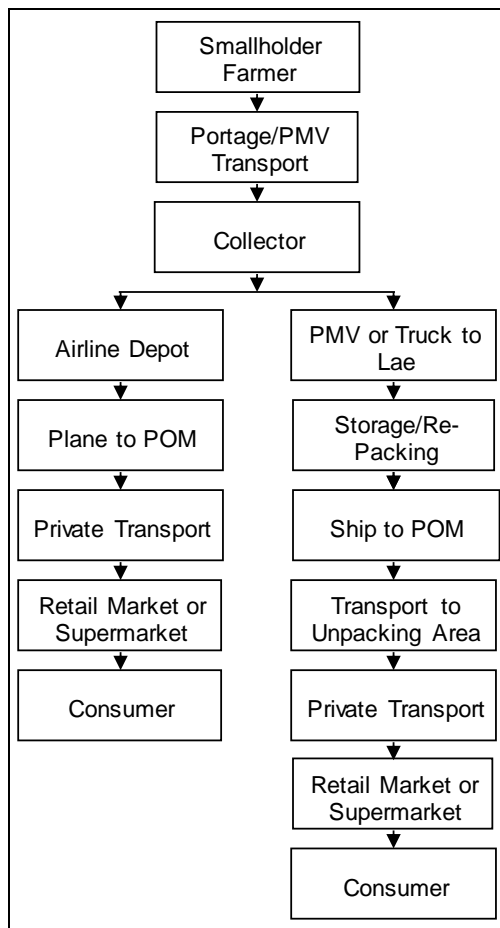 Smallholder
Farmer
Portage/PMV
Transport
Collector
Airline Depot
Plane to POM
Private Transport
Retail Market or
Supermarket
Consumer
PMV or Truck to
Lae
Storage/Re-
Packing
Ship to POM
Transport to
Unpacking Area
Private Transport
Retail Market or
Supermarket
Consumer